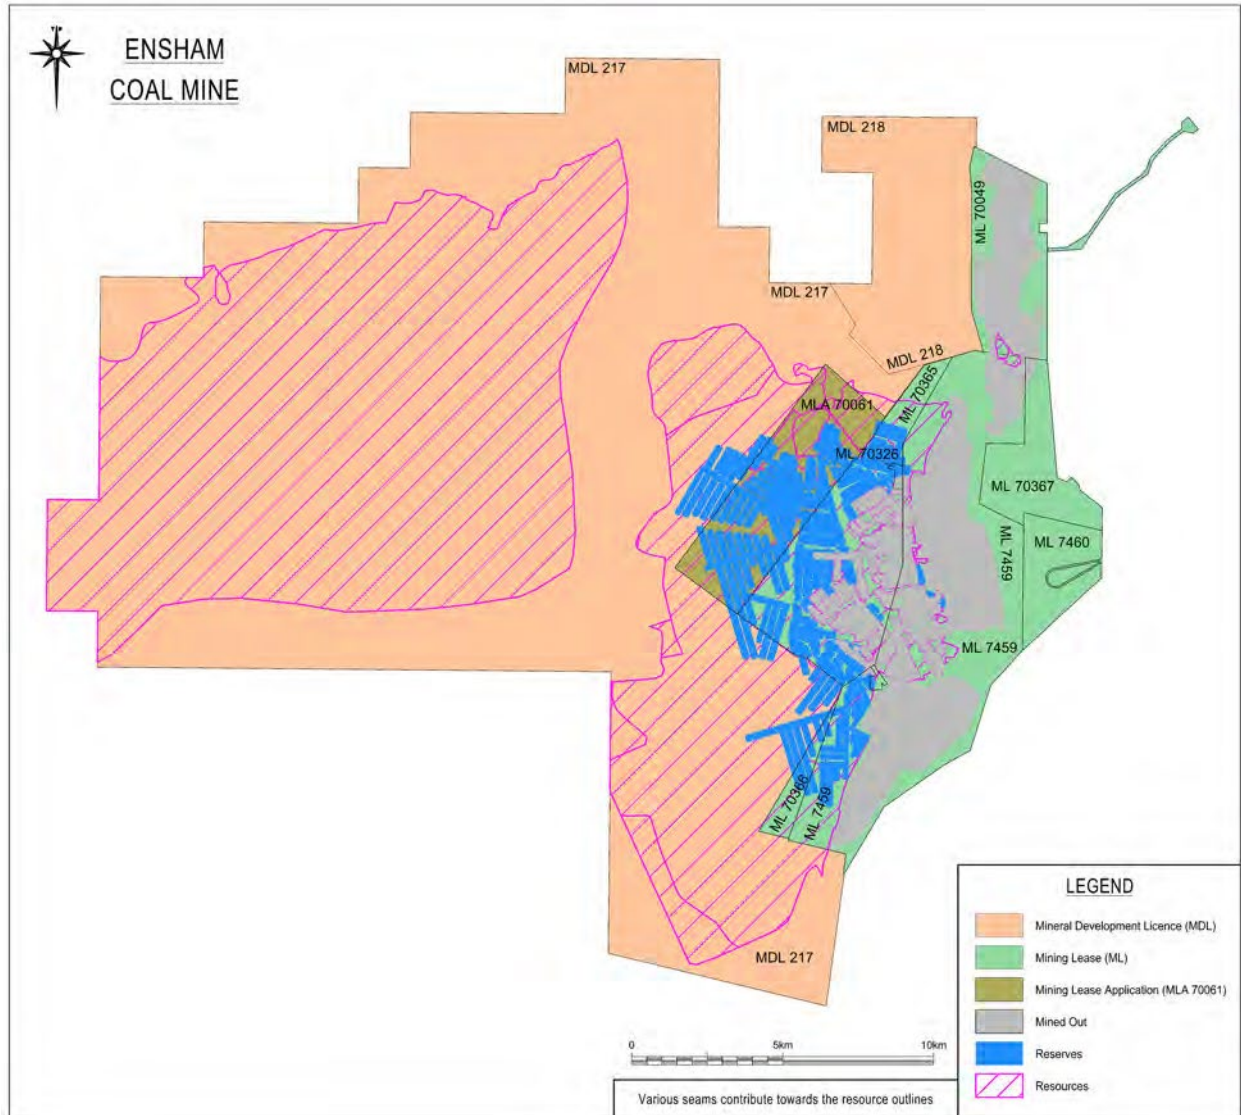 ENSHAM
COAL MINE
MDL 217
MDL 218
ML 70049
MDL 217
MDL 218
ML 70365
MLA 70061
ML 70326
ML 70367
ML 7459
ML 7460
ML 7459
ML 70366
ML 7459
MDL 217
LEGEND
Mineral Development Licence (MDL)
Mining Lease (ML)
Mining Lease Application (MLA 70061)
Mined Out
Reserves
Resources
0 5km 10km
Various seams contribute towards the resource outlines